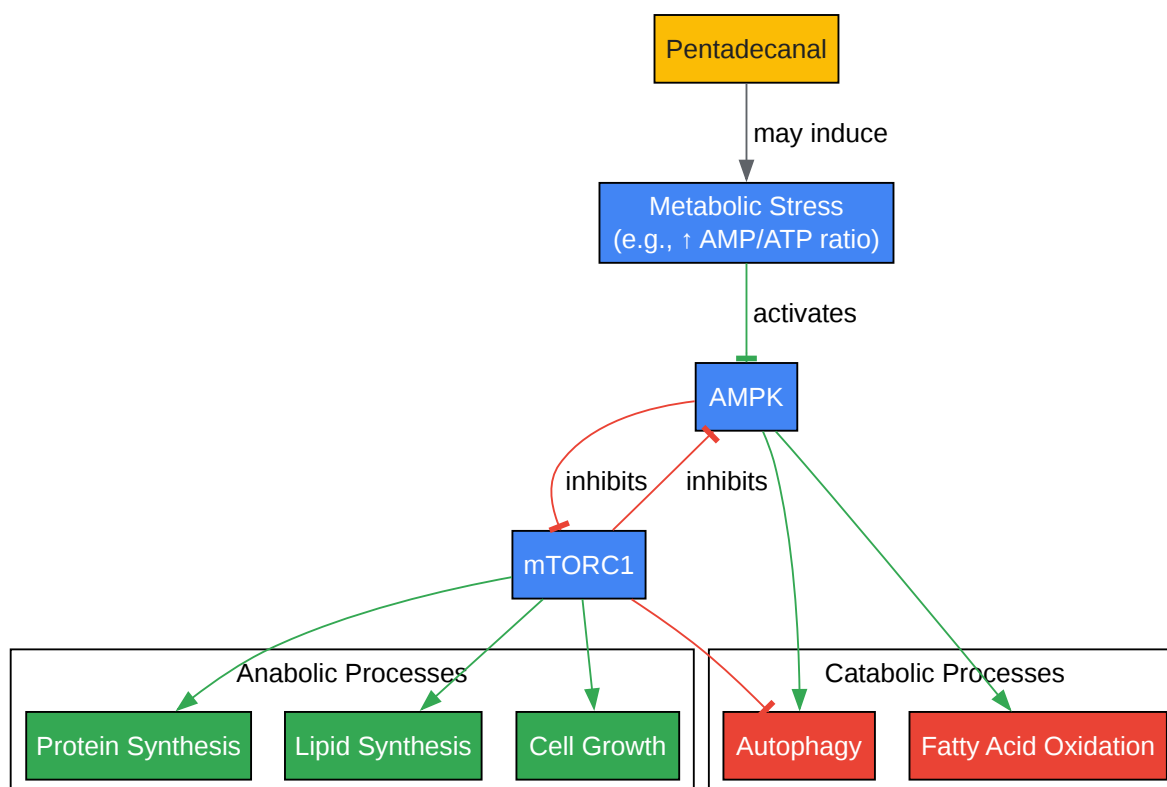 Pentadecanal
may induce
Metabolic Stress
(e.g., ↑ AMP/ATP ratio)
activates
AMPK
inhibits
inhibits
mTORC1
Anabolic Processes
Catabolic Processes
Protein Synthesis
Lipid Synthesis
Cell Growth
Autophagy
Fatty Acid Oxidation